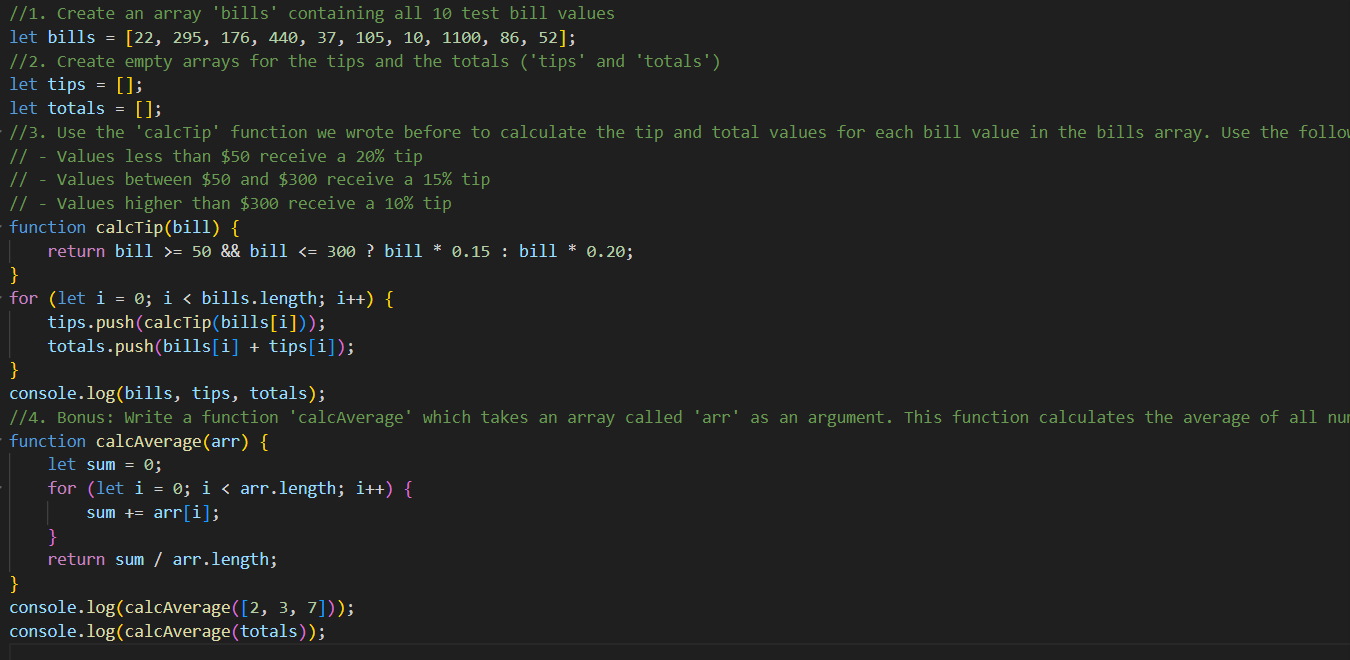 //1. Create an array 'bills' containing all 10 test bill values
let bills = [22, 295, 176, 440, 37, 105, 10, 1100, 86, 52];
//2. Create empty arrays for the tips and the totals ('tips' and 'totals')
let tips = [];
let totals = [];
//3. Use the 'calcTip' function we wrote before to calculate the tip and total values for each bill value in the bills array. Use the
// - Values less than $50 receive a 20% tip
// - Values between $50 and $300 receive a 15% tip
// - Values higher than $300 receive a 10% tip
function calcTip(bill) {
    return bill >= 50 && bill <= 300 ? bill * 0.15 : bill * 0.20;
}
for (let i = 0; i < bills.length; i++) {
    tips.push(calcTip(bills[i]));
    totals.push(bills[i] + tips[i]);
}
console.log(bills, tips, totals);
//4. Bonus: Write a function 'calcAverage' which takes an array called 'arr' as an argument. This function calculates the average of all
function calcAverage(arr) {
    let sum = 0;
    for (let i = 0; i < arr.length; i++) {
        sum += arr[i];
    }
    return sum / arr.length;
}
console.log(calcAverage([2, 3, 7]));
console.log(calcAverage(totals));